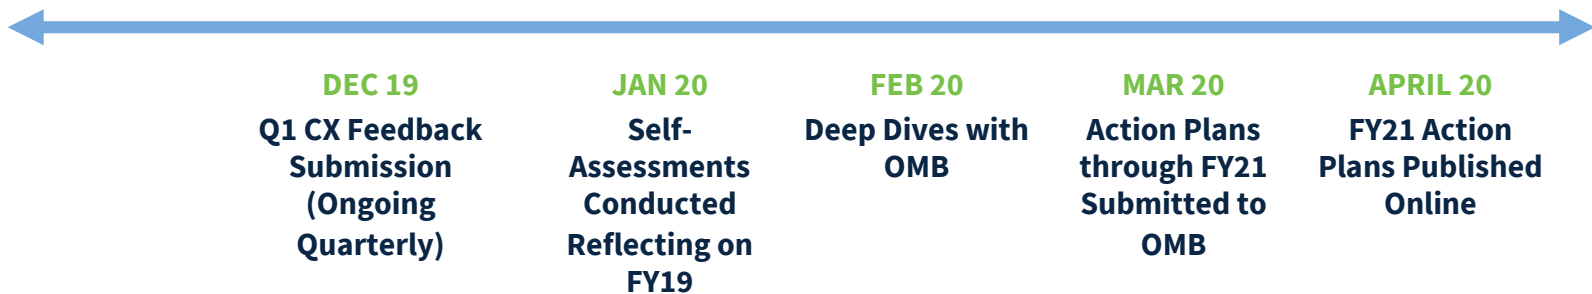 DEC 19
Q1 CX Feedback
Submission
(Ongoing
Quarterly)
JAN 20
Self-
Assessments
Conducted
Reflecting on
FY19
FEB 20
Deep Dives with
OMB
MAR 20
Action Plans
through FY21
Submitted to
OMB
APRIL 20
FY21 Action
Plans Published
Online